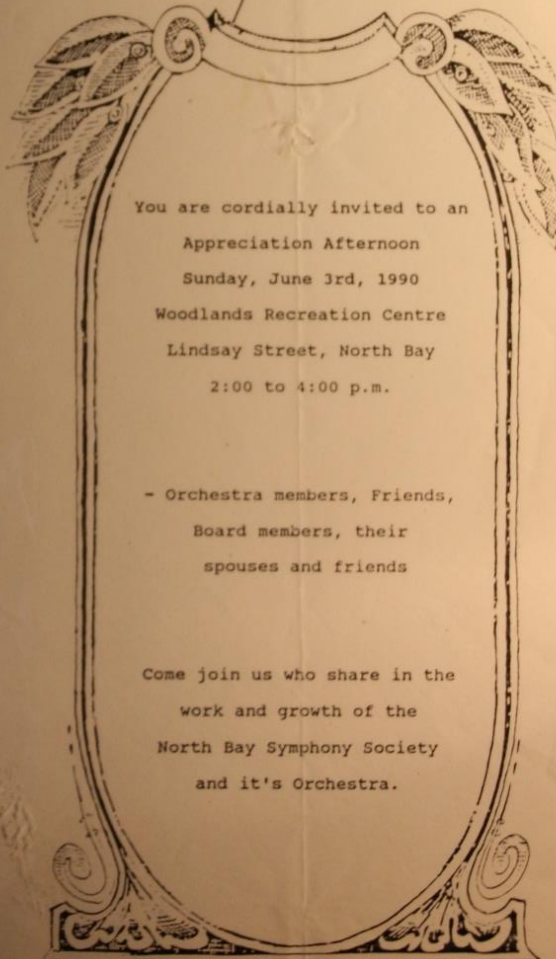 You are cordially invited to an
Appreciation Afternoon
Sunday, June 3rd, 1990
Woodlands Recreation Centre
Lindsay Street, North Bay
2:00 to 4:00 p.m.
- Orchestra members, Friends,
Board members, their
spouses and friends
Come join us who share in the
work and growth of the
North Bay Symphony Society
and it's Orchestra.